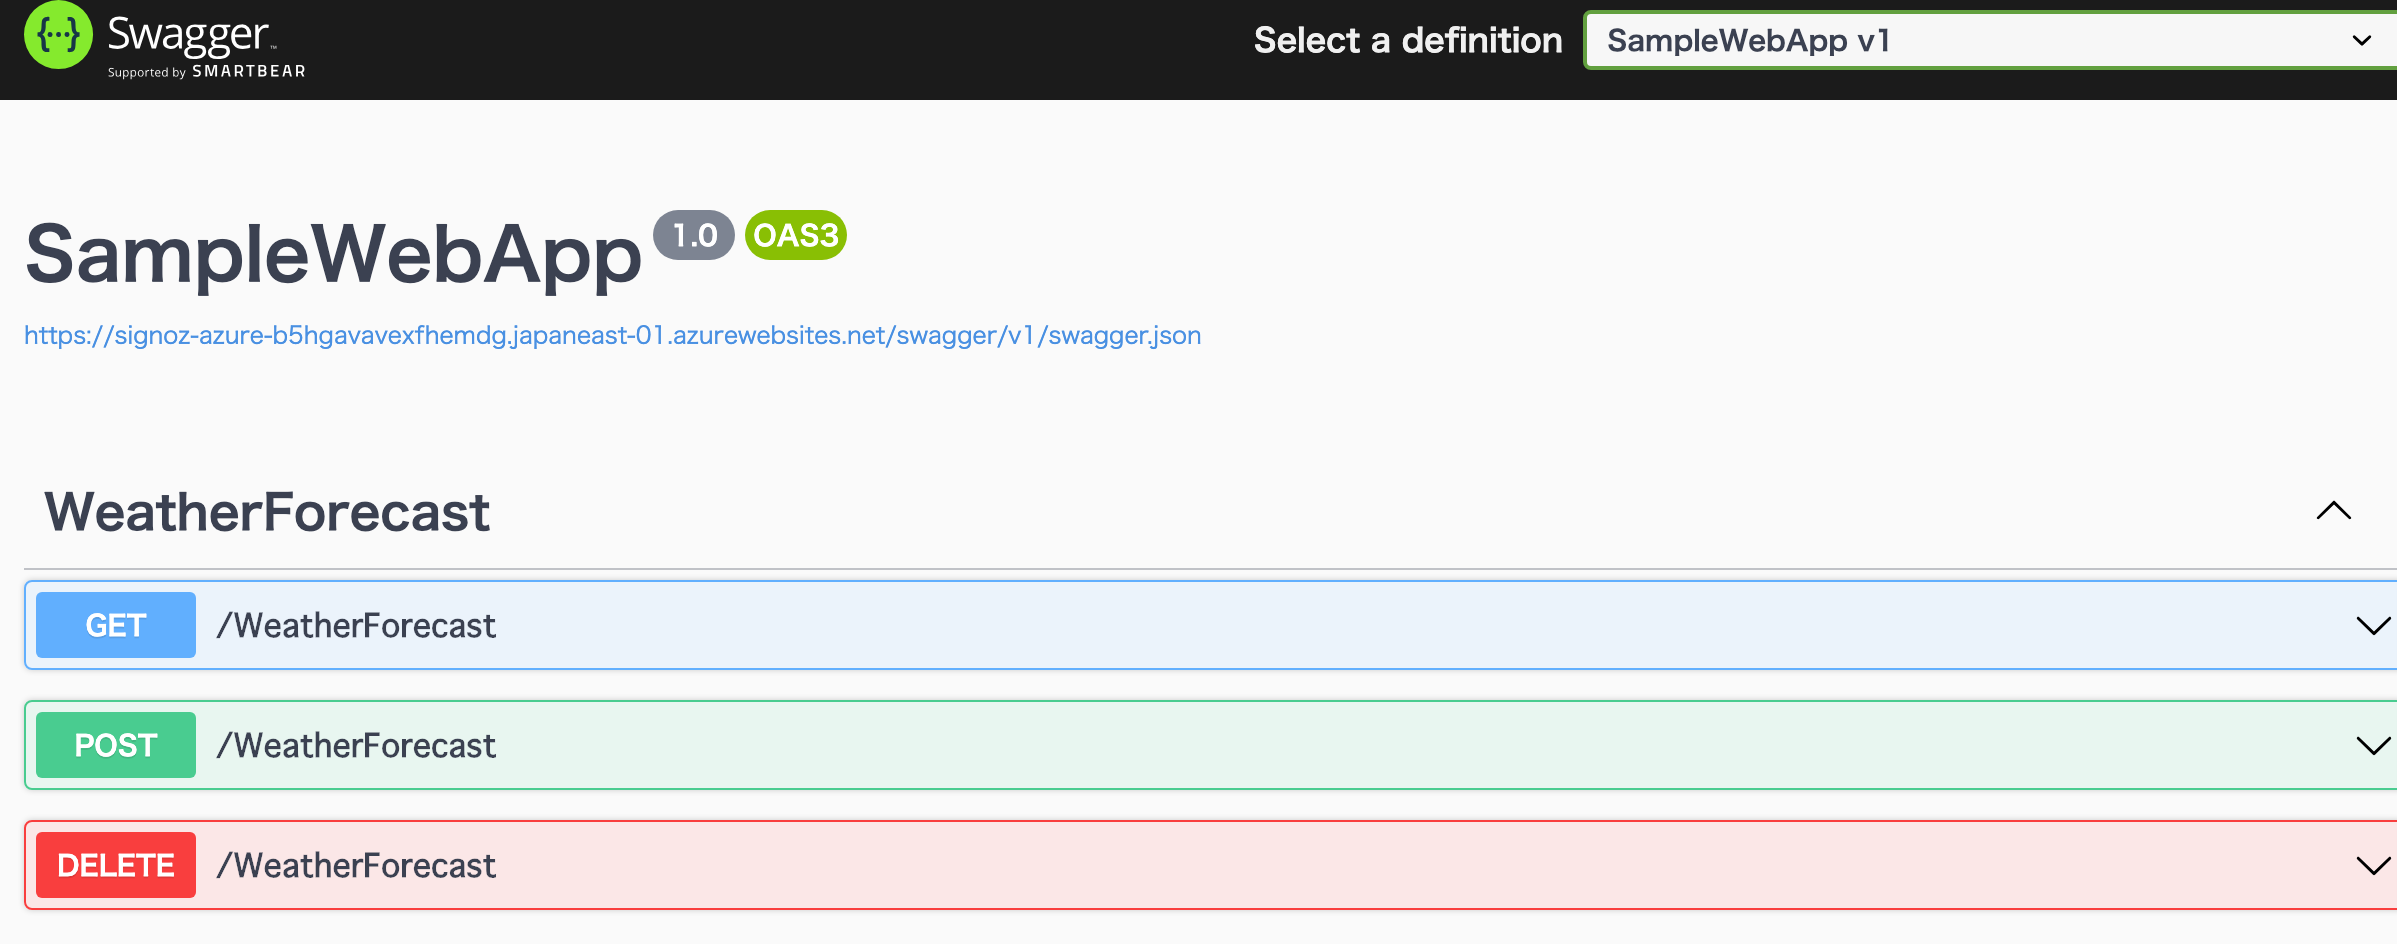 {···} Swagger™
Supported by SMARTBEAR
Select a definition
SampleWebApp v1
SampleWebApp 1.0 OAS3
https://signoz-azure-b5hgavavexfhemdg.japaneast-01.azurewebsites.net/swagger/v1/swagger.json
WeatherForecast
GET /WeatherForecast
POST /WeatherForecast
DELETE /WeatherForecast